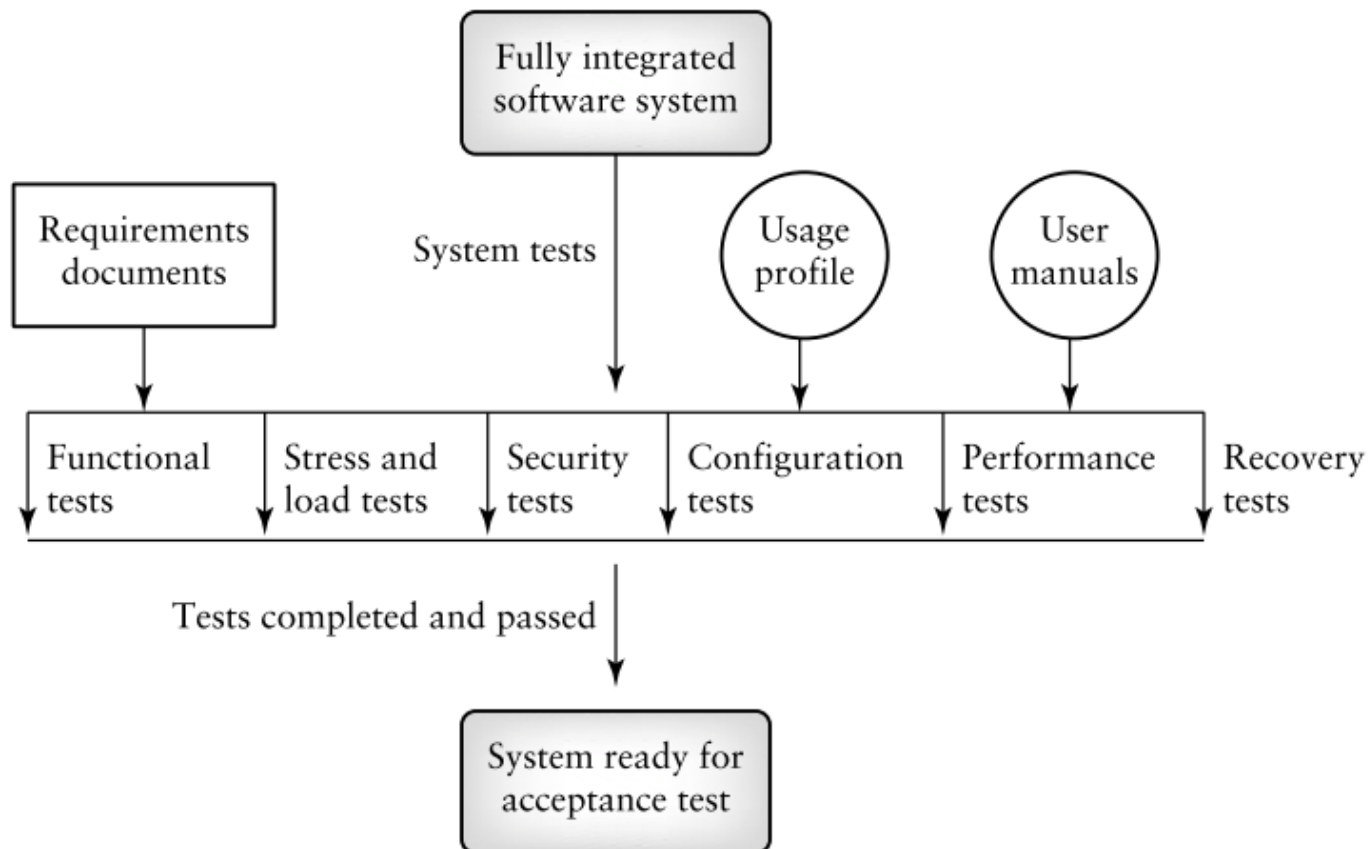 Fully integrated
software system
Requirements
documents
System tests
Usage
profile
User
manuals
Functional
tests
Stress and
load tests
Security
tests
Configuration
tests
Performance
tests
Recovery
tests
Tests completed and passed
System ready for
acceptance test